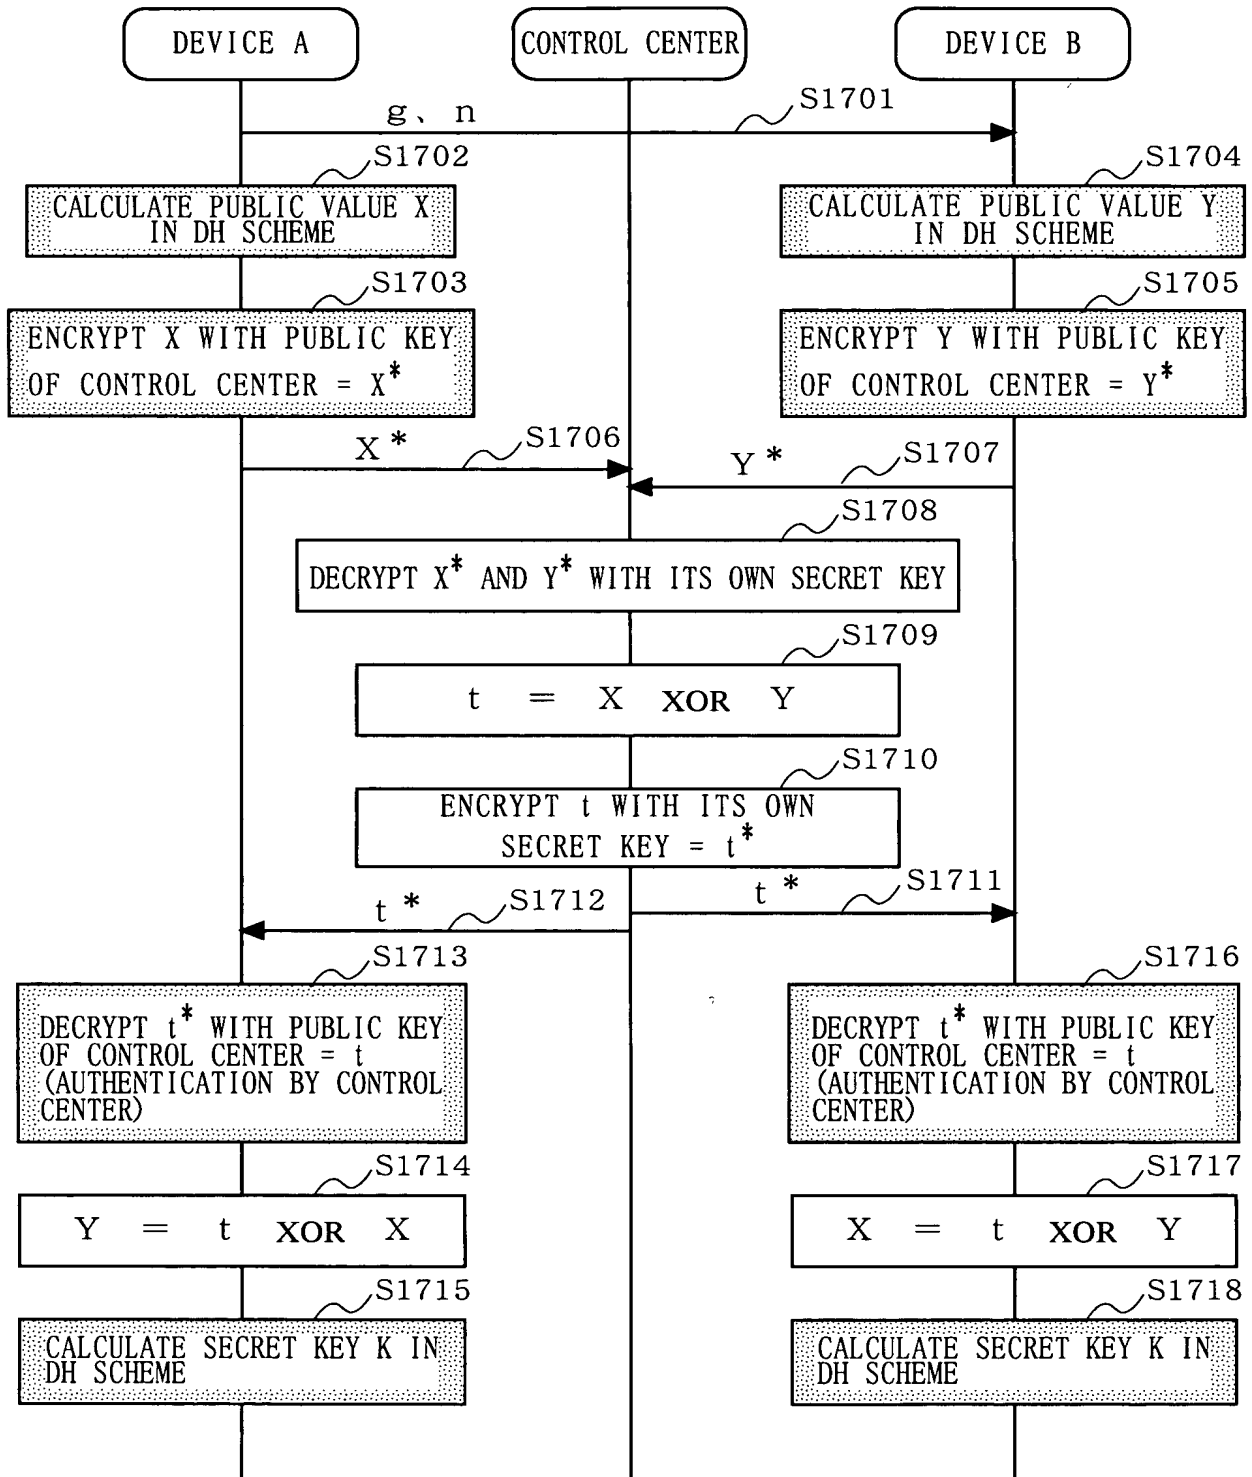 DEVICE A
CONTROL CENTER
DEVICE B
g、n
S1701
S1702
CALCULATE PUBLIC VALUE X
IN DH SCHEME
S1704
CALCULATE PUBLIC VALUE Y
IN DH SCHEME
S1703
ENCRYPT X WITH PUBLIC KEY
OF CONTROL CENTER = X*
S1705
ENCRYPT Y WITH PUBLIC KEY
OF CONTROL CENTER = Y*
X*
S1706
Y*
S1707
S1708
DECRYPT X* AND Y* WITH ITS OWN SECRET KEY
S1709
t = X XOR Y
S1710
ENCRYPT t WITH ITS OWN
SECRET KEY = t*
t*
S1711
t*
S1712
S1713
DECRYPT t* WITH PUBLIC KEY
OF CONTROL CENTER = t
(AUTHENTICATION BY CONTROL
CENTER)
S1716
DECRYPT t* WITH PUBLIC KEY
OF CONTROL CENTER = t
(AUTHENTICATION BY CONTROL
CENTER)
S1714
Y = t XOR X
S1717
X = t XOR Y
S1715
CALCULATE SECRET KEY K IN
DH SCHEME
S1718
CALCULATE SECRET KEY K IN
DH SCHEME